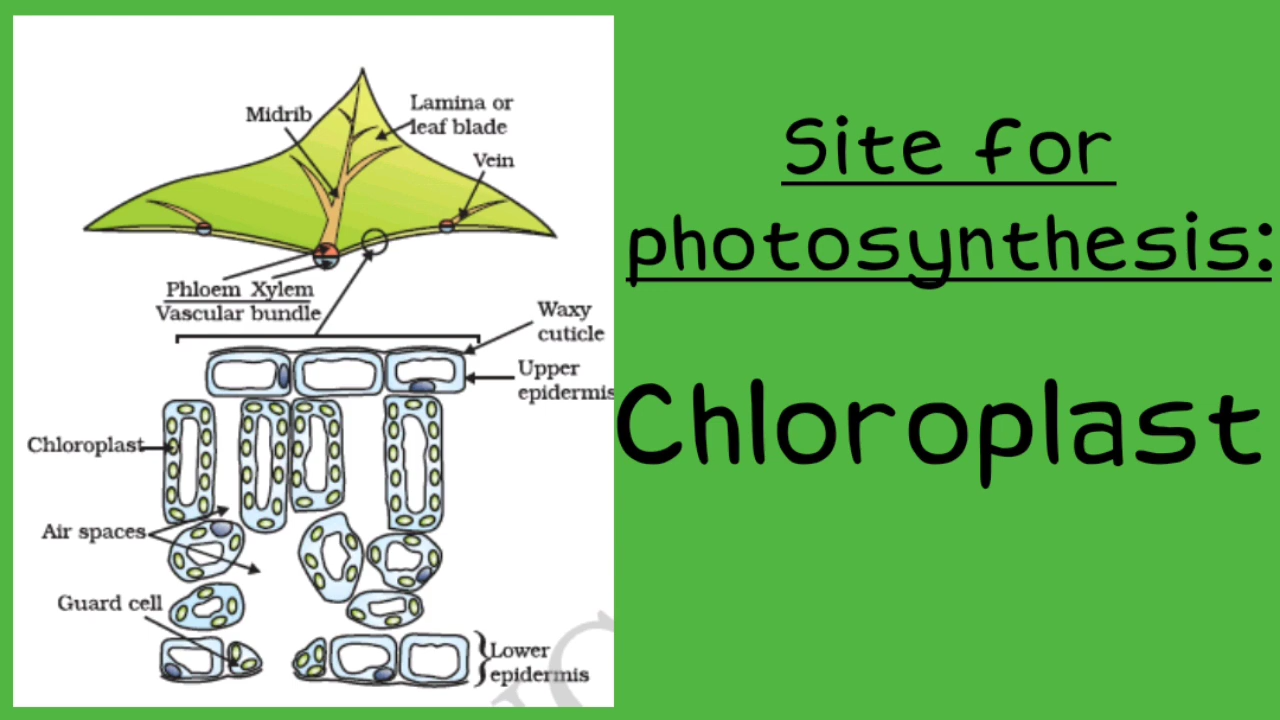 Midrib
Lamina or
leaf blade
Vein
Phloem Xylem
Vascular bundle
Waxy
cuticle
Upper
epidermis
Chloroplast
Air spaces
Guard cell
Lower
epidermis
Site for
photosynthesis:
Chloroplast